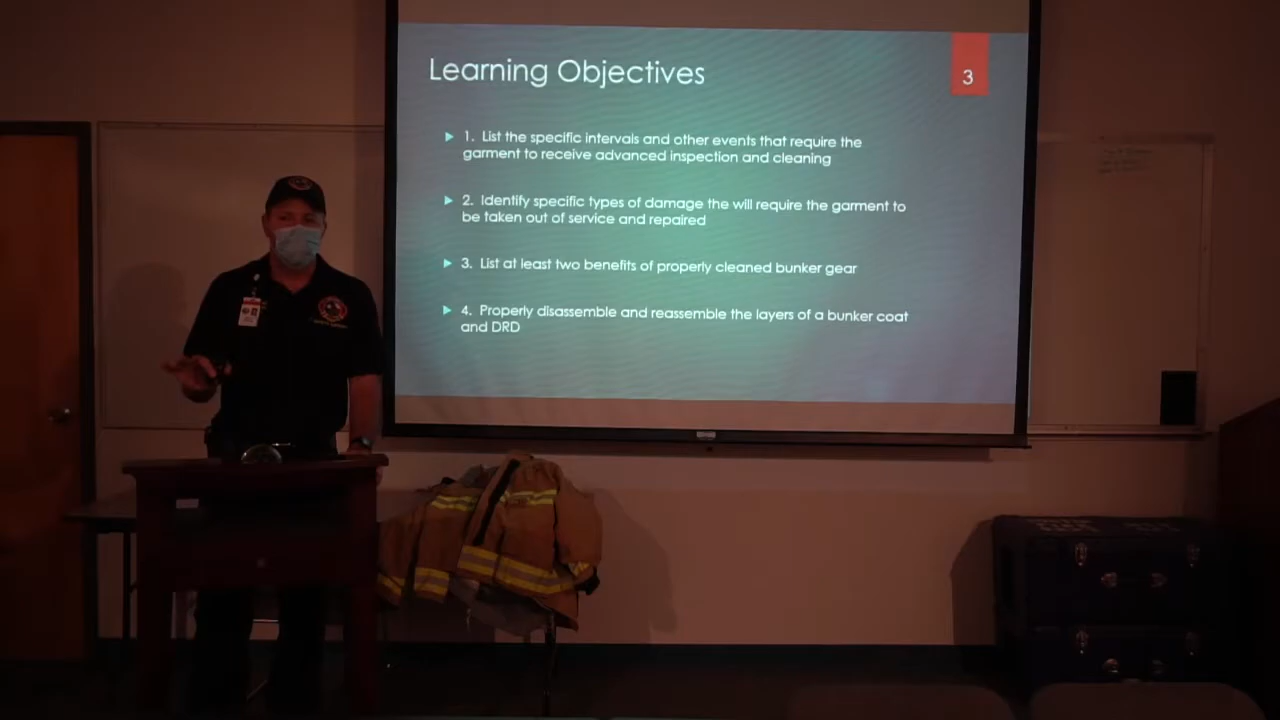 Learning Objectives
3
1. List the specific intervals and other events that require the
garment to receive advanced inspection and cleaning
2. Identify specific types of damage the will require the garment to
be taken out of service and repaired
3. List at least two benefits of properly cleaned bunker gear
4. Properly disassemble and reassemble the layers of a bunker coat
and DRD